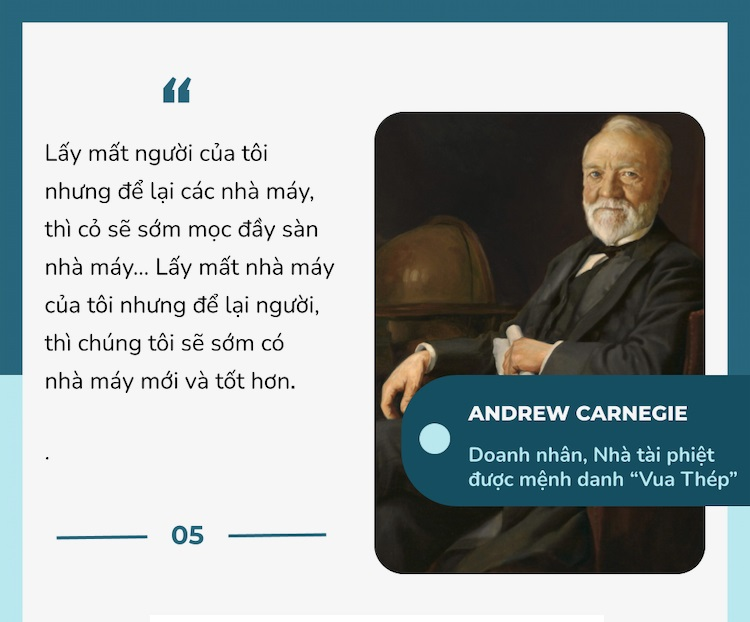 “
Lấy mất người của tôi
nhưng để lại các nhà máy,
thì cỏ sẽ sớm mọc đầy sàn
nhà máy... Lấy mất nhà máy
của tôi nhưng để lại người,
thì chúng tôi sẽ sớm có
nhà máy mới và tốt hơn.
.
05
ANDREW CARNEGIE
Doanh nhân, Nhà tài phiệt
được mệnh danh “Vua Thép”